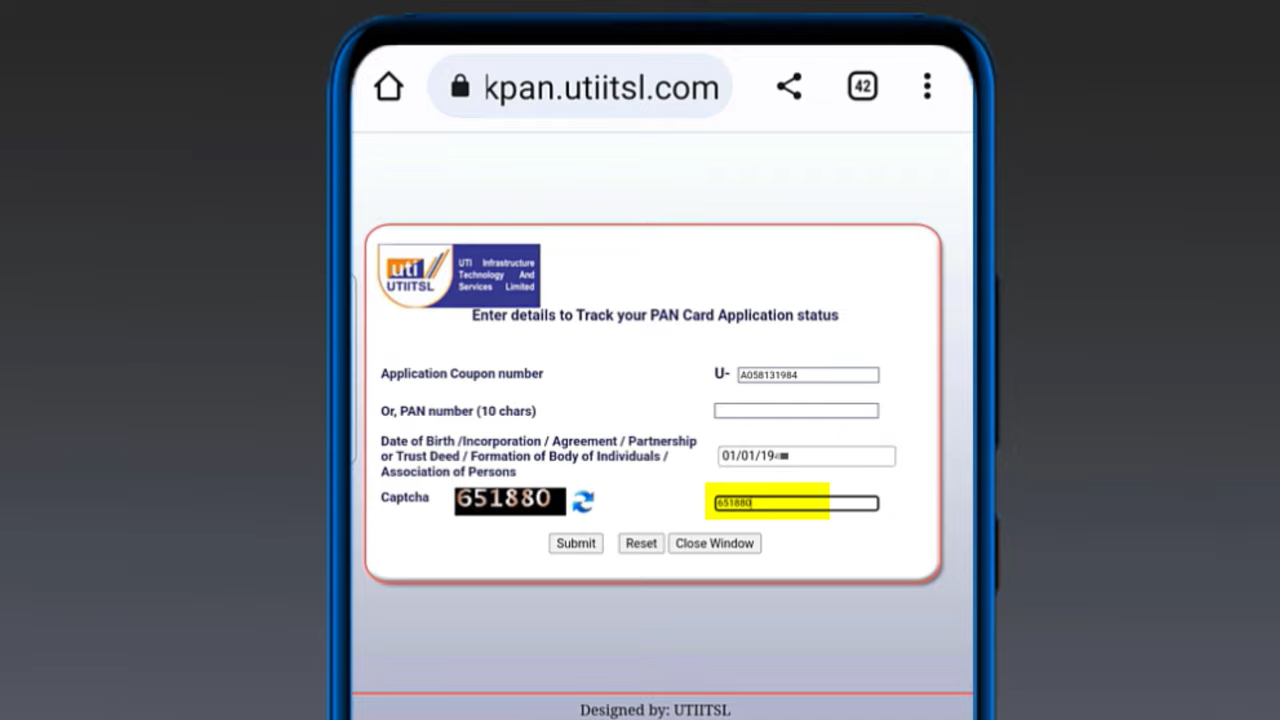 kpan.utiitsl.com
42
uti
UTIITSL
UTI Infrastructure
Technology And
Services Limited
Enter details to Track your PAN Card Application status
Application Coupon number U- A058131984
Or, PAN number (10 chars)
Date of Birth /Incorporation / Agreement / Partnership
or Trust Deed / Formation of Body of Individuals /
Association of Persons
01/01/19
Captcha 651880 651880
Submit Reset Close Window
Designed by: UTIITSL